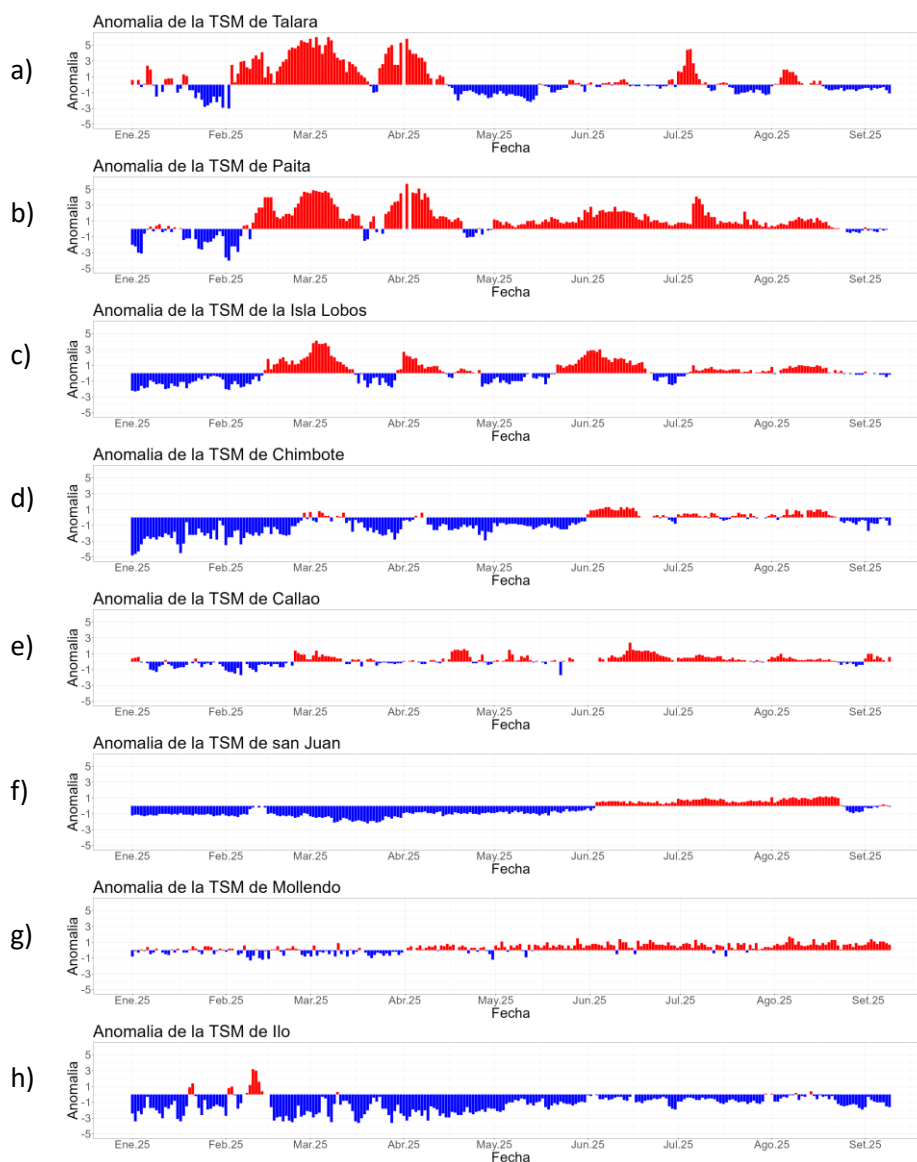 Anomalia de la TSM de Talara
a)
Anomalia
5
3
1
-1
-3
-5
Ene.25 Feb.25 Mar.25 Abr.25 May.25 Jun.25 Jul.25 Ago.25 Set.25
Fecha
Anomalia de la TSM de Paita
b)
Anomalia
5
3
1
-1
-3
-5
Ene.25 Feb.25 Mar.25 Abr.25 May.25 Jun.25 Jul.25 Ago.25 Set.25
Fecha
Anomalia de la TSM de la Isla Lobos
c)
Anomalia
5
3
1
-1
-3
-5
Ene.25 Feb.25 Mar.25 Abr.25 May.25 Jun.25 Jul.25 Ago.25 Set.25
Fecha
Anomalia de la TSM de Chimbote
d)
Anomalia
5
3
1
-1
-3
-5
Ene.25 Feb.25 Mar.25 Abr.25 May.25 Jun.25 Jul.25 Ago.25 Set.25
Fecha
Anomalia de la TSM de Callao
e)
Anomalia
5
3
1
-1
-3
-5
Ene.25 Feb.25 Mar.25 Abr.25 May.25 Jun.25 Jul.25 Ago.25 Set.25
Fecha
Anomalia de la TSM de san Juan
f)
Anomalia
5
3
1
-1
-3
-5
Ene.25 Feb.25 Mar.25 Abr.25 May.25 Jun.25 Jul.25 Ago.25 Set.25
Fecha
Anomalia de la TSM de Mollendo
g)
Anomalia
5
3
1
-1
-3
-5
Ene.25 Feb.25 Mar.25 Abr.25 May.25 Jun.25 Jul.25 Ago.25 Set.25
Fecha
Anomalia de la TSM de Ilo
h)
Anomalia
5
3
1
-1
-3
-5
Ene.25 Feb.25 Mar.25 Abr.25 May.25 Jun.25 Jul.25 Ago.25 Set.25
Fecha